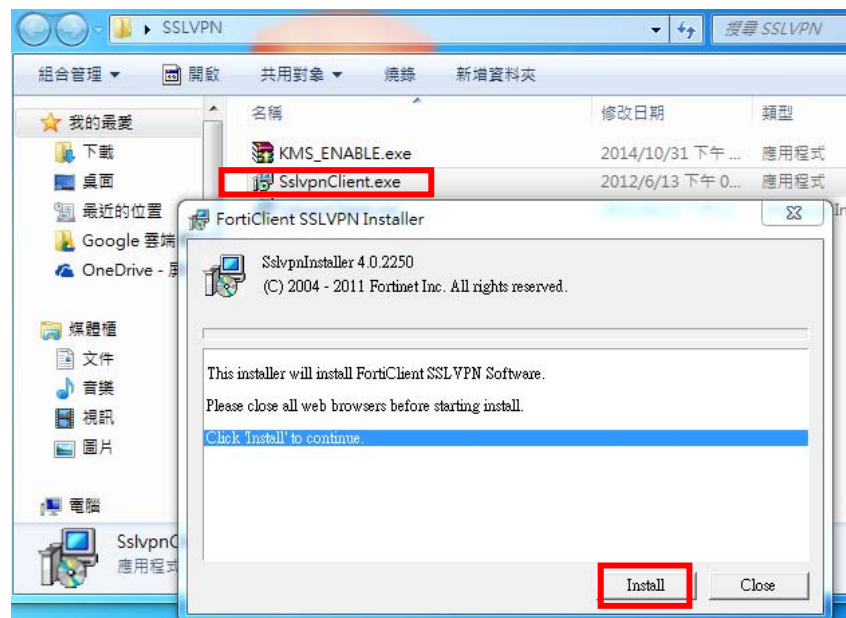 SSLVPN
搜尋 SSLVPN
組合管理 開啟 共用對象 燒錄 新增資料夾
我的最愛
下載
桌面
最近的位置
Google 雲端
OneDrive -
媒體櫃
文件
音樂
視訊
圖片
電腦
名稱 修改日期 類型
KMS_ENABLE.exe 2014/10/31 下午 ... 應用程式
SslvpnClient.exe 2012/6/13 下午 0... 應用程式
FortiClient SSLVPN Installer
SslvpnInstaller 4.0.2250
(C) 2004 - 2011 Fortinet Inc. All rights reserved.
This installer will install FortiClient SSLVPN Software.
Please close all web browsers before starting install.
Click 'Install' to continue.
Install Close
SslvpnC
應用程式